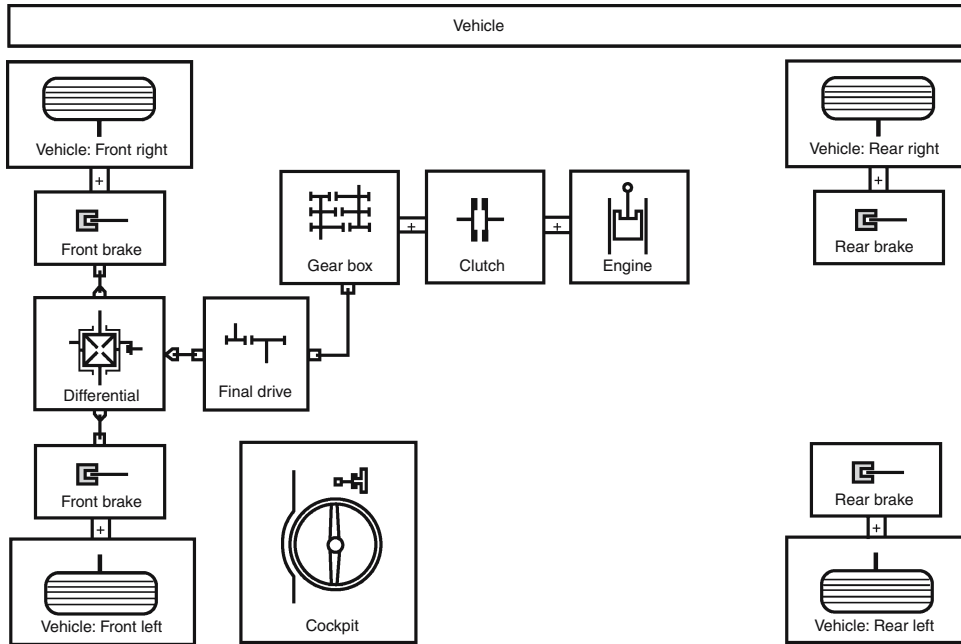 Vehicle
Vehicle: Front right
Vehicle: Rear right
+
+
Front brake
Gear box
+
Clutch
+
Engine
Rear brake
Differential
Final drive
Front brake
Rear brake
+
+
Vehicle: Front left
Cockpit
Vehicle: Rear left